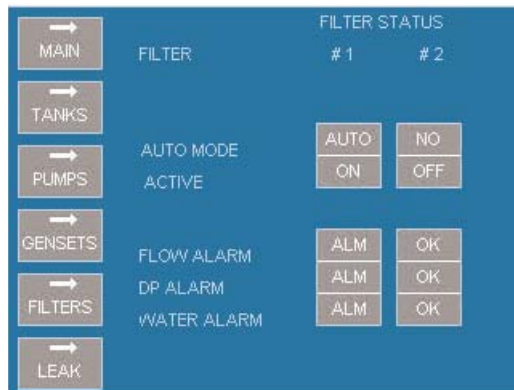 FILTER STATUS
MAIN FILTER # 1 # 2
TANKS
AUTO MODE AUTO NO
PUMPS ACTIVE ON OFF
GENSETS
FLOW ALARM ALM OK
DP ALARM ALM OK
FILTERS
WATER ALARM ALM OK
LEAK